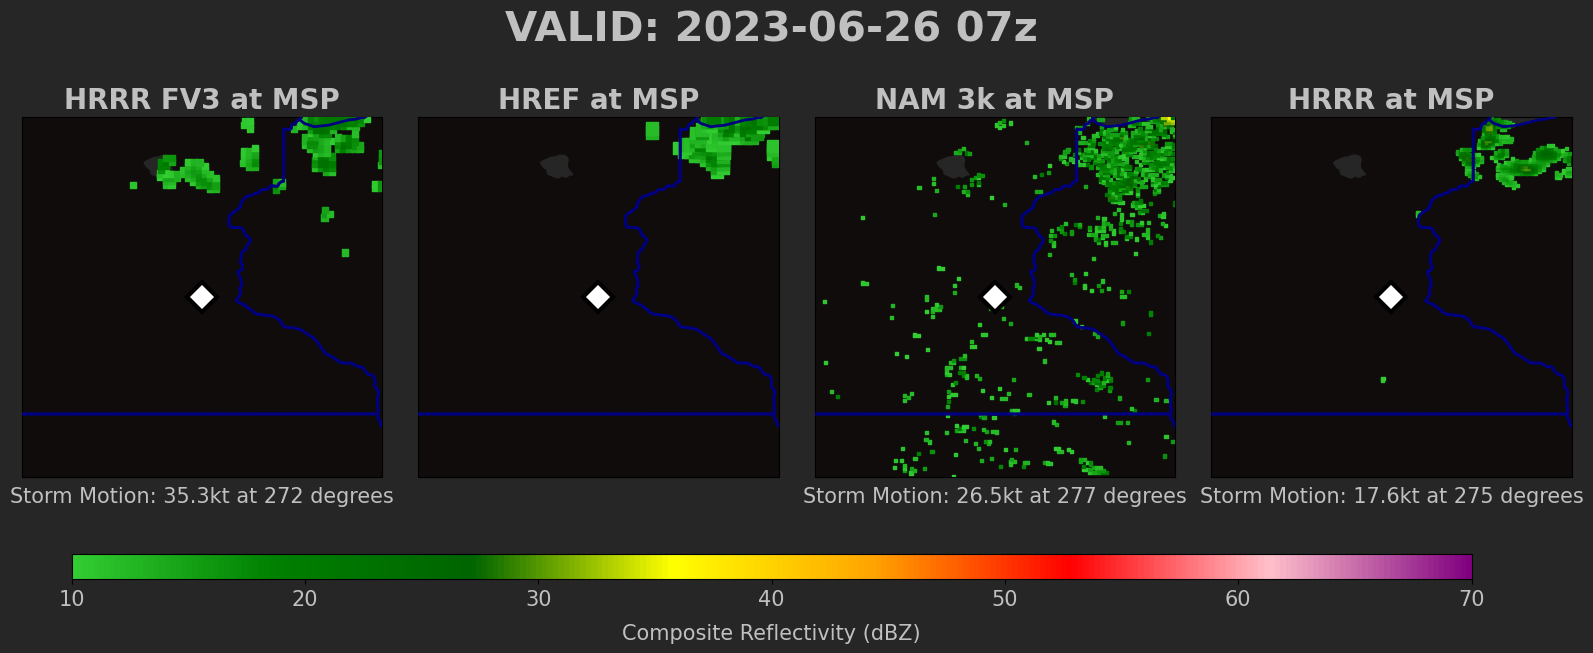 VALID: 2023-06-26 07z
HRRR FV3 at MSP
HREF at MSP
NAM 3k at MSP
HRRR at MSP
Storm Motion: 35.3kt at 272 degrees
Storm Motion: 26.5kt at 277 degrees
Storm Motion: 17.6kt at 275 degrees
10 20 30 40 50 60 70
Composite Reflectivity (dBZ)